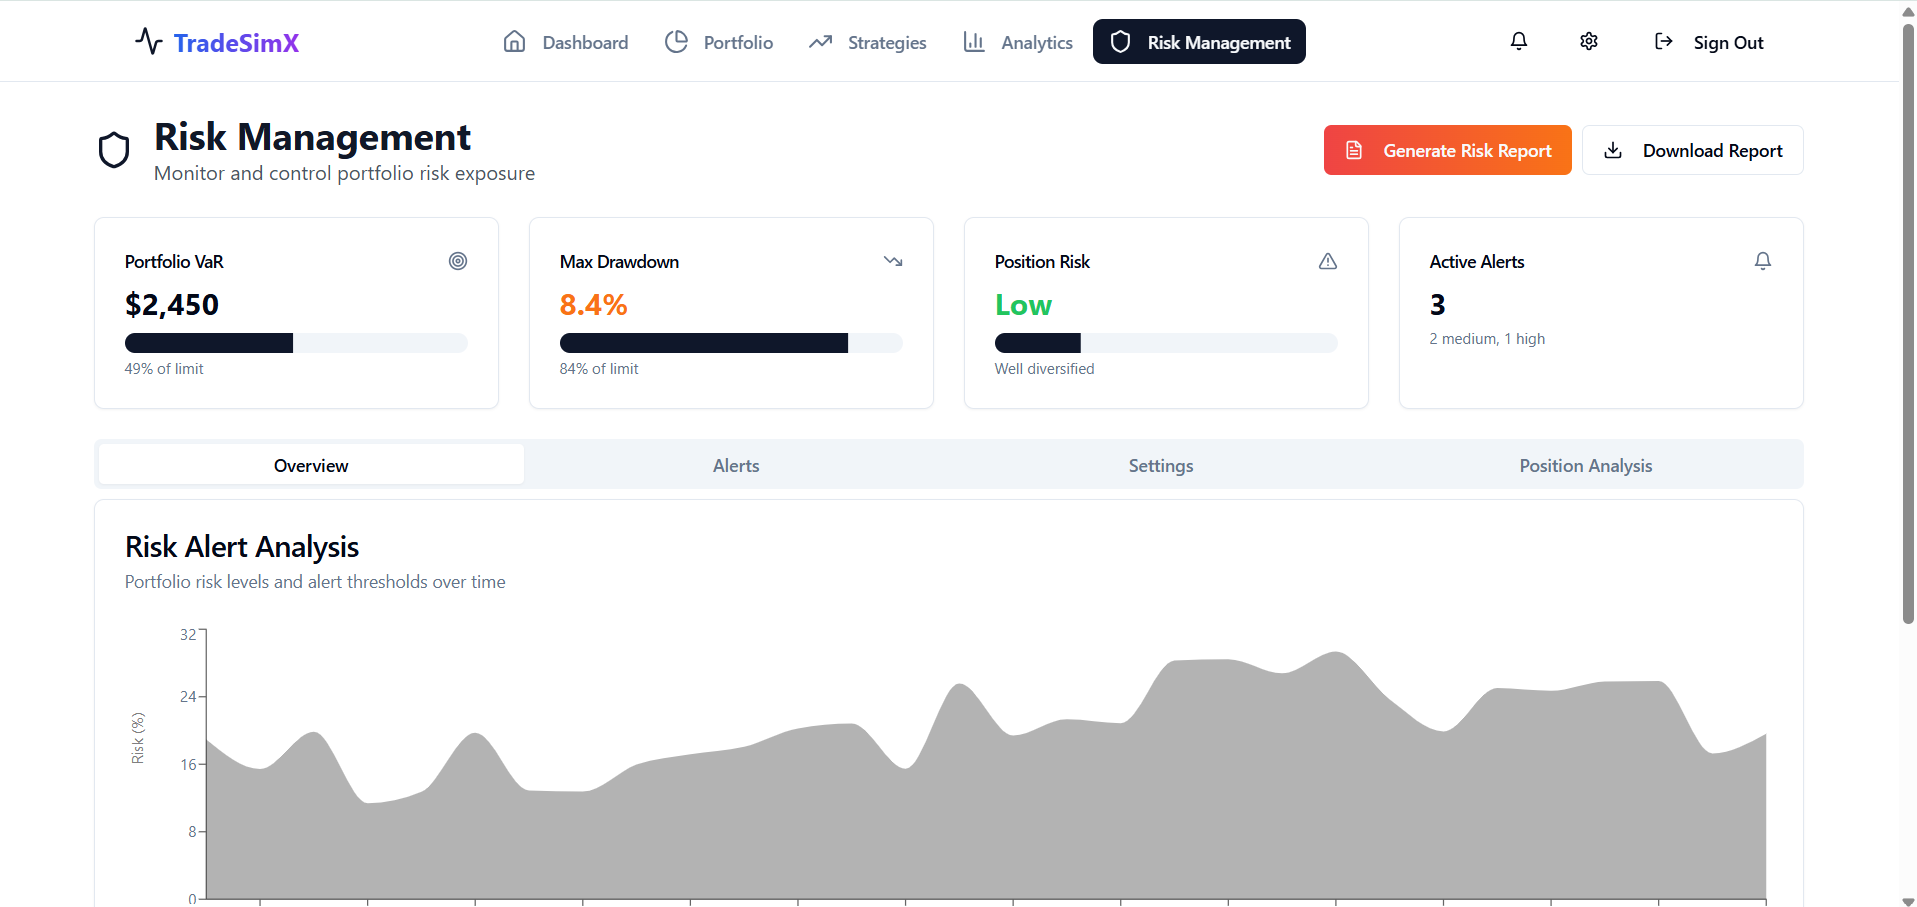 TradeSimX
Dashboard
Portfolio
Strategies
Analytics
Risk Management
Sign Out
Risk Management
Monitor and control portfolio risk exposure
Generate Risk Report
Download Report
Portfolio VaR
$2,450
49% of limit
Max Drawdown
8.4%
84% of limit
Position Risk
Low
Well diversified
Active Alerts
3
2 medium, 1 high
Overview
Alerts
Settings
Position Analysis
Risk Alert Analysis
Portfolio risk levels and alert thresholds over time
Risk (%)
32
24
16
8
0